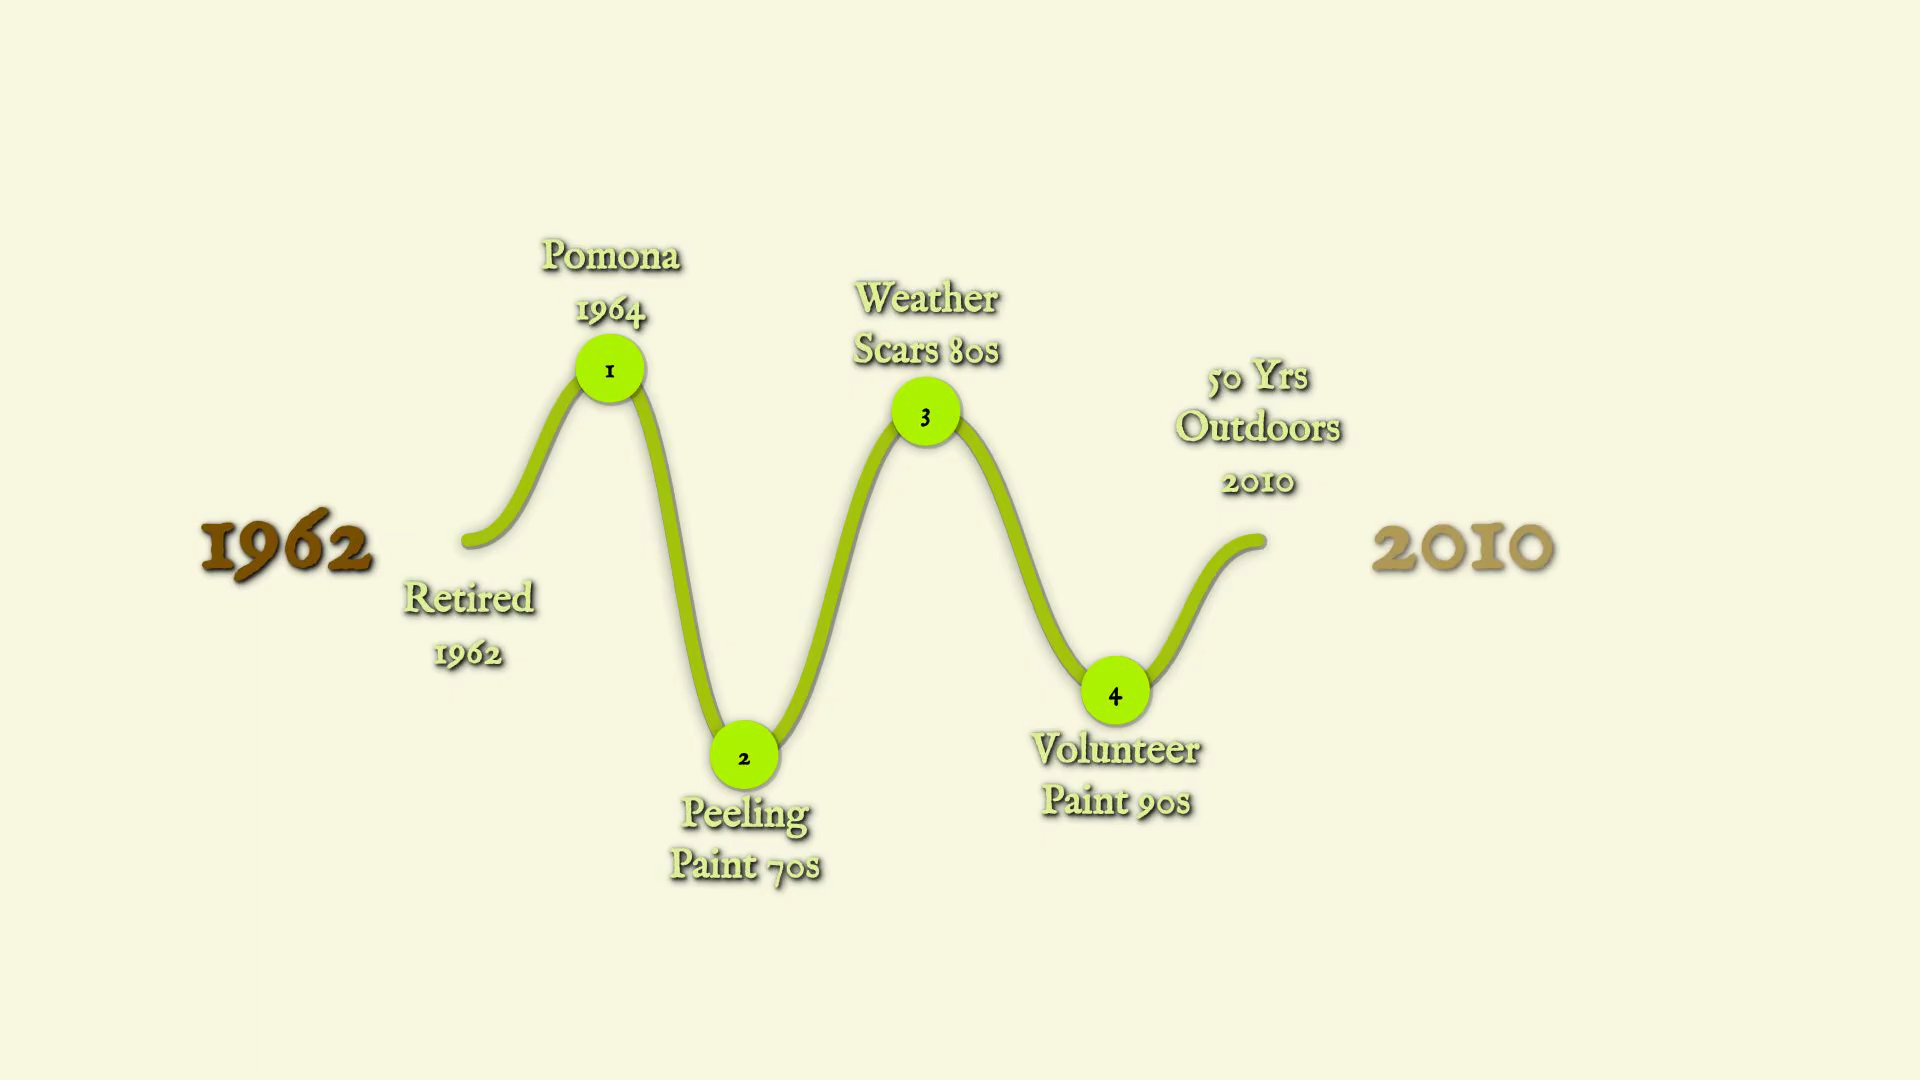 1962
Retired
1962
Pomona
1964
1
2
Peeling
Paint 70s
Weather
Scars 80s
3
4
Volunteer
Paint 90s
50 Yrs
Outdoors
2010
2010